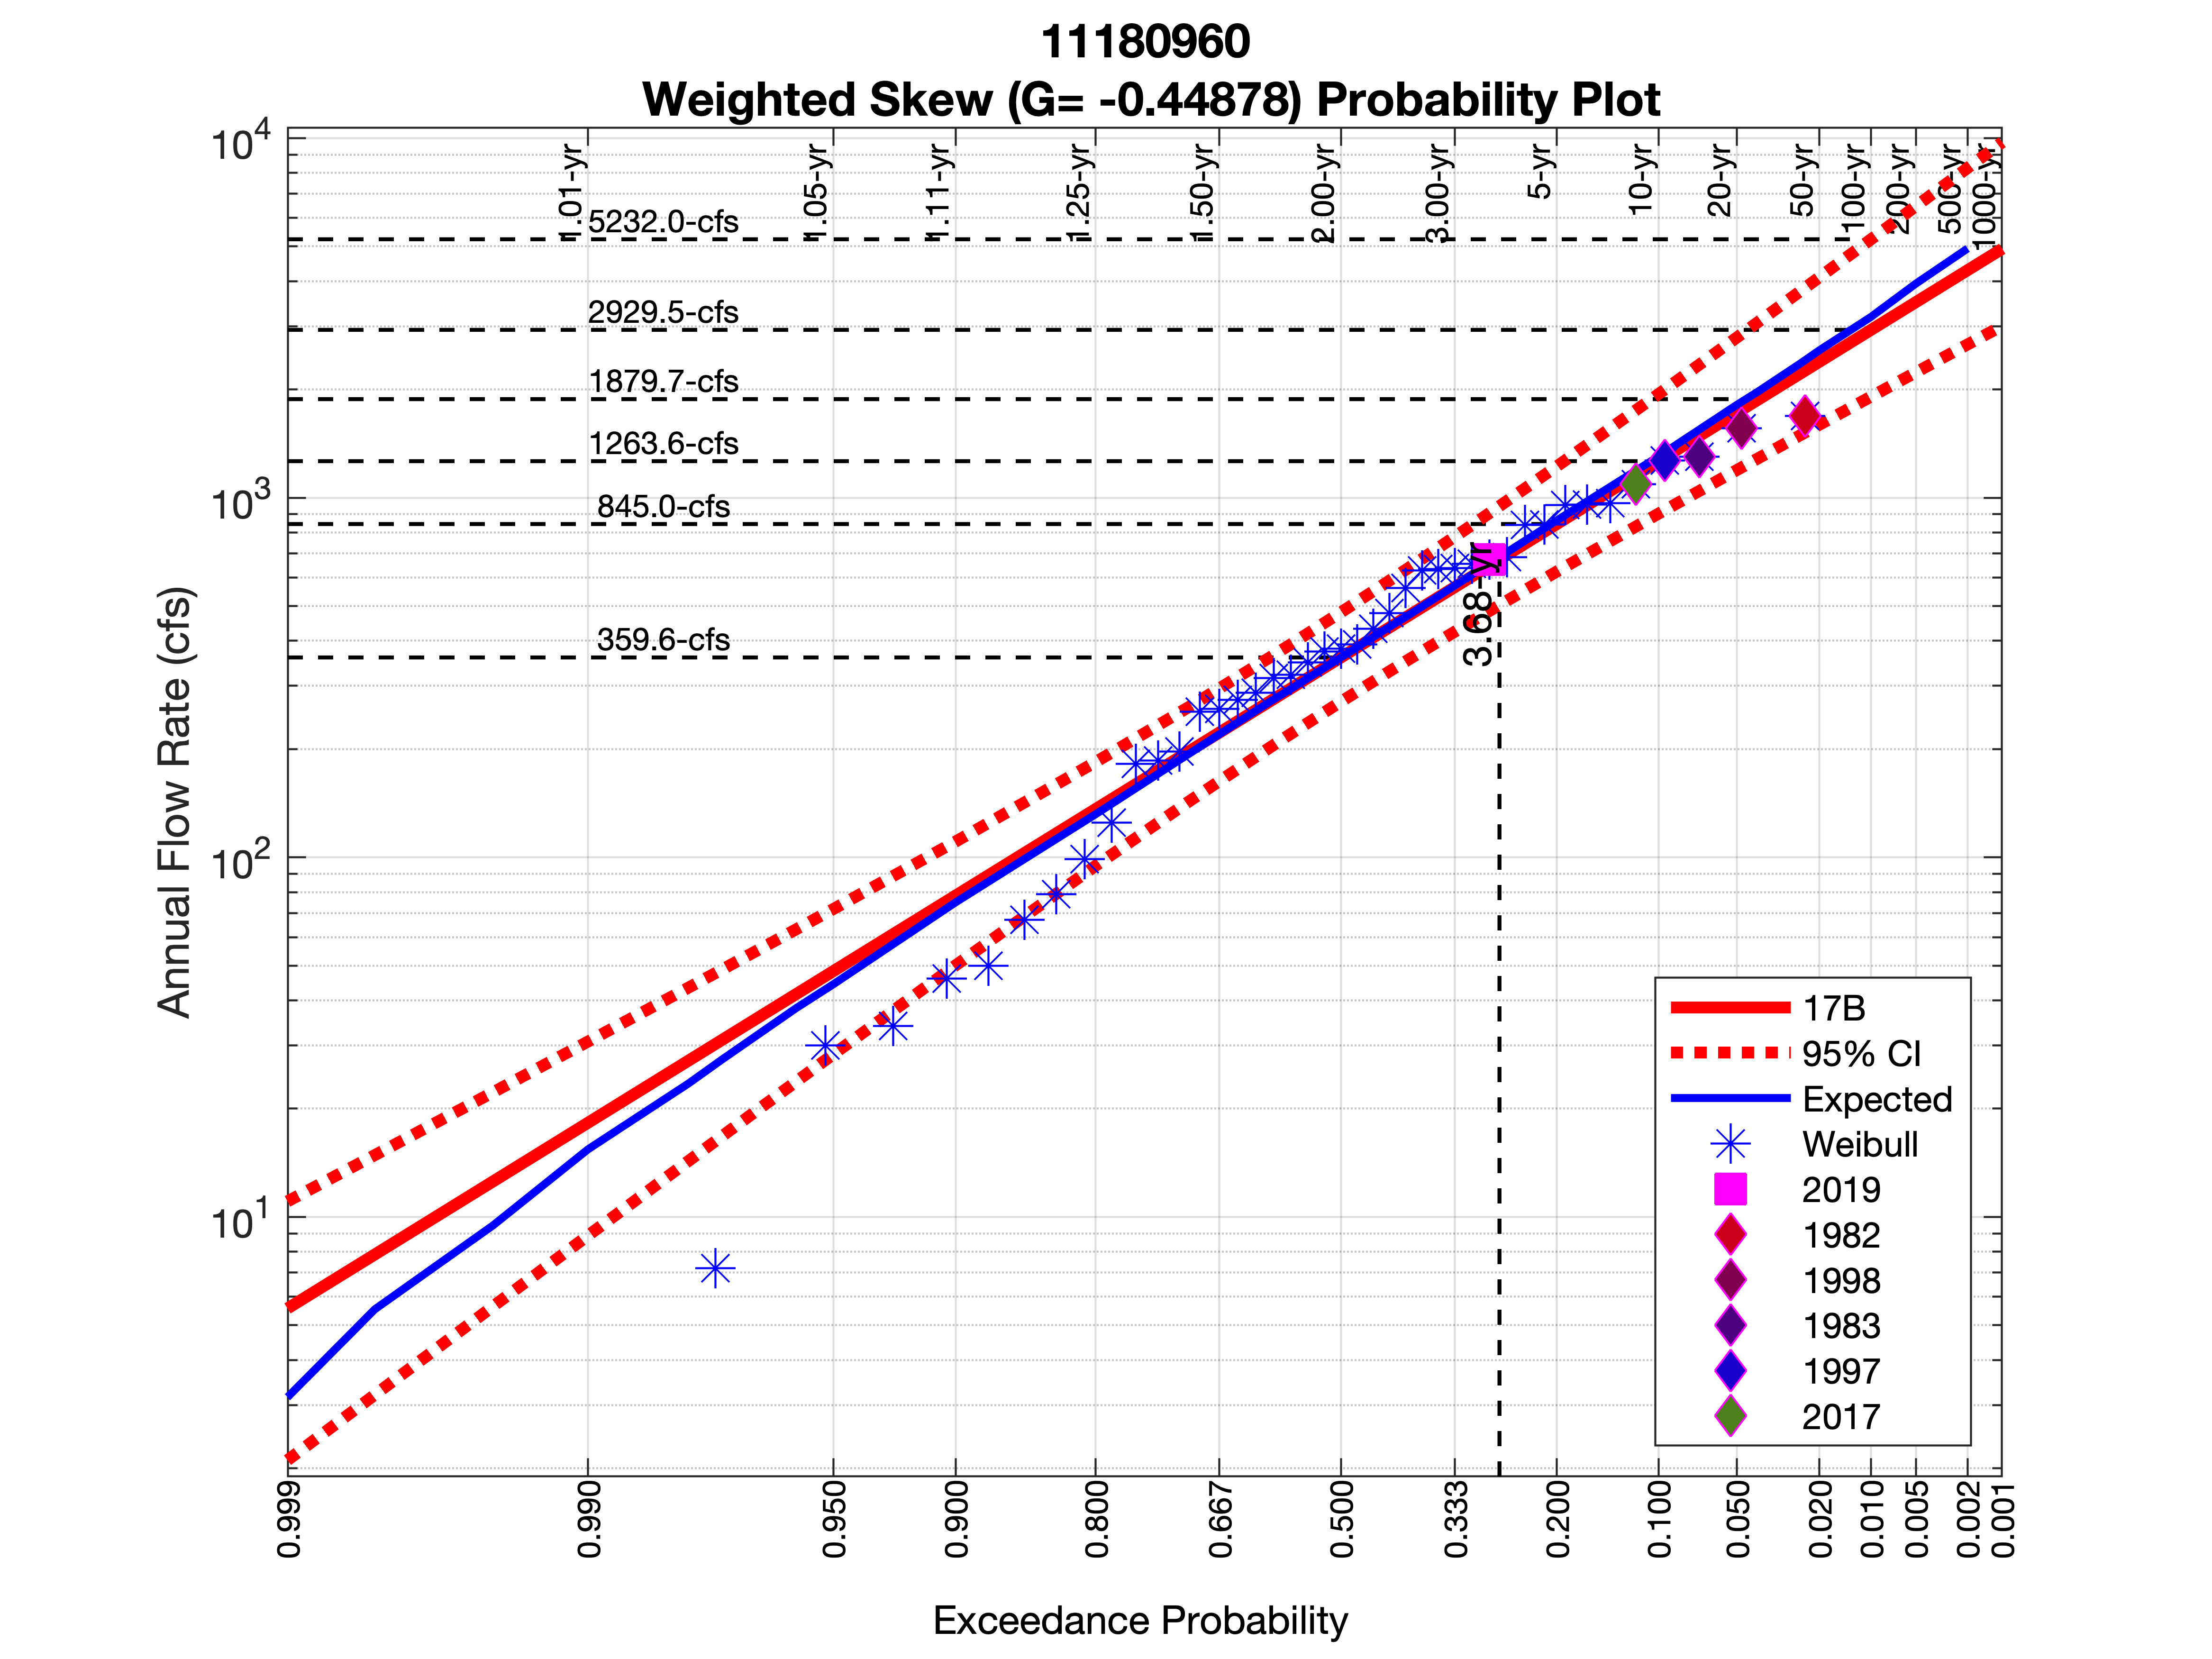 11180960
Weighted Skew (G= -0.44878) Probability Plot
10^4
10^3
10^2
10^1
Annual Flow Rate (cfs)
1.01-yr
1.05-yr
1.11-yr
1.25-yr
1.50-yr
2.00-yr
3.00-yr
5-yr
10-yr
20-yr
50-yr
100-yr
200-yr
500-yr
1000-yr
5232.0-cfs
2929.5-cfs
1879.7-cfs
1263.6-cfs
845.0-cfs
359.6-cfs
3.68-yr
17B
95% CI
Expected
Weibull
2019
1982
1998
1983
1997
2017
0.999
0.990
0.950
0.900
0.800
0.667
0.500
0.333
0.200
0.100
0.050
0.020
0.010
0.005
0.002
0.001
Exceedance Probability